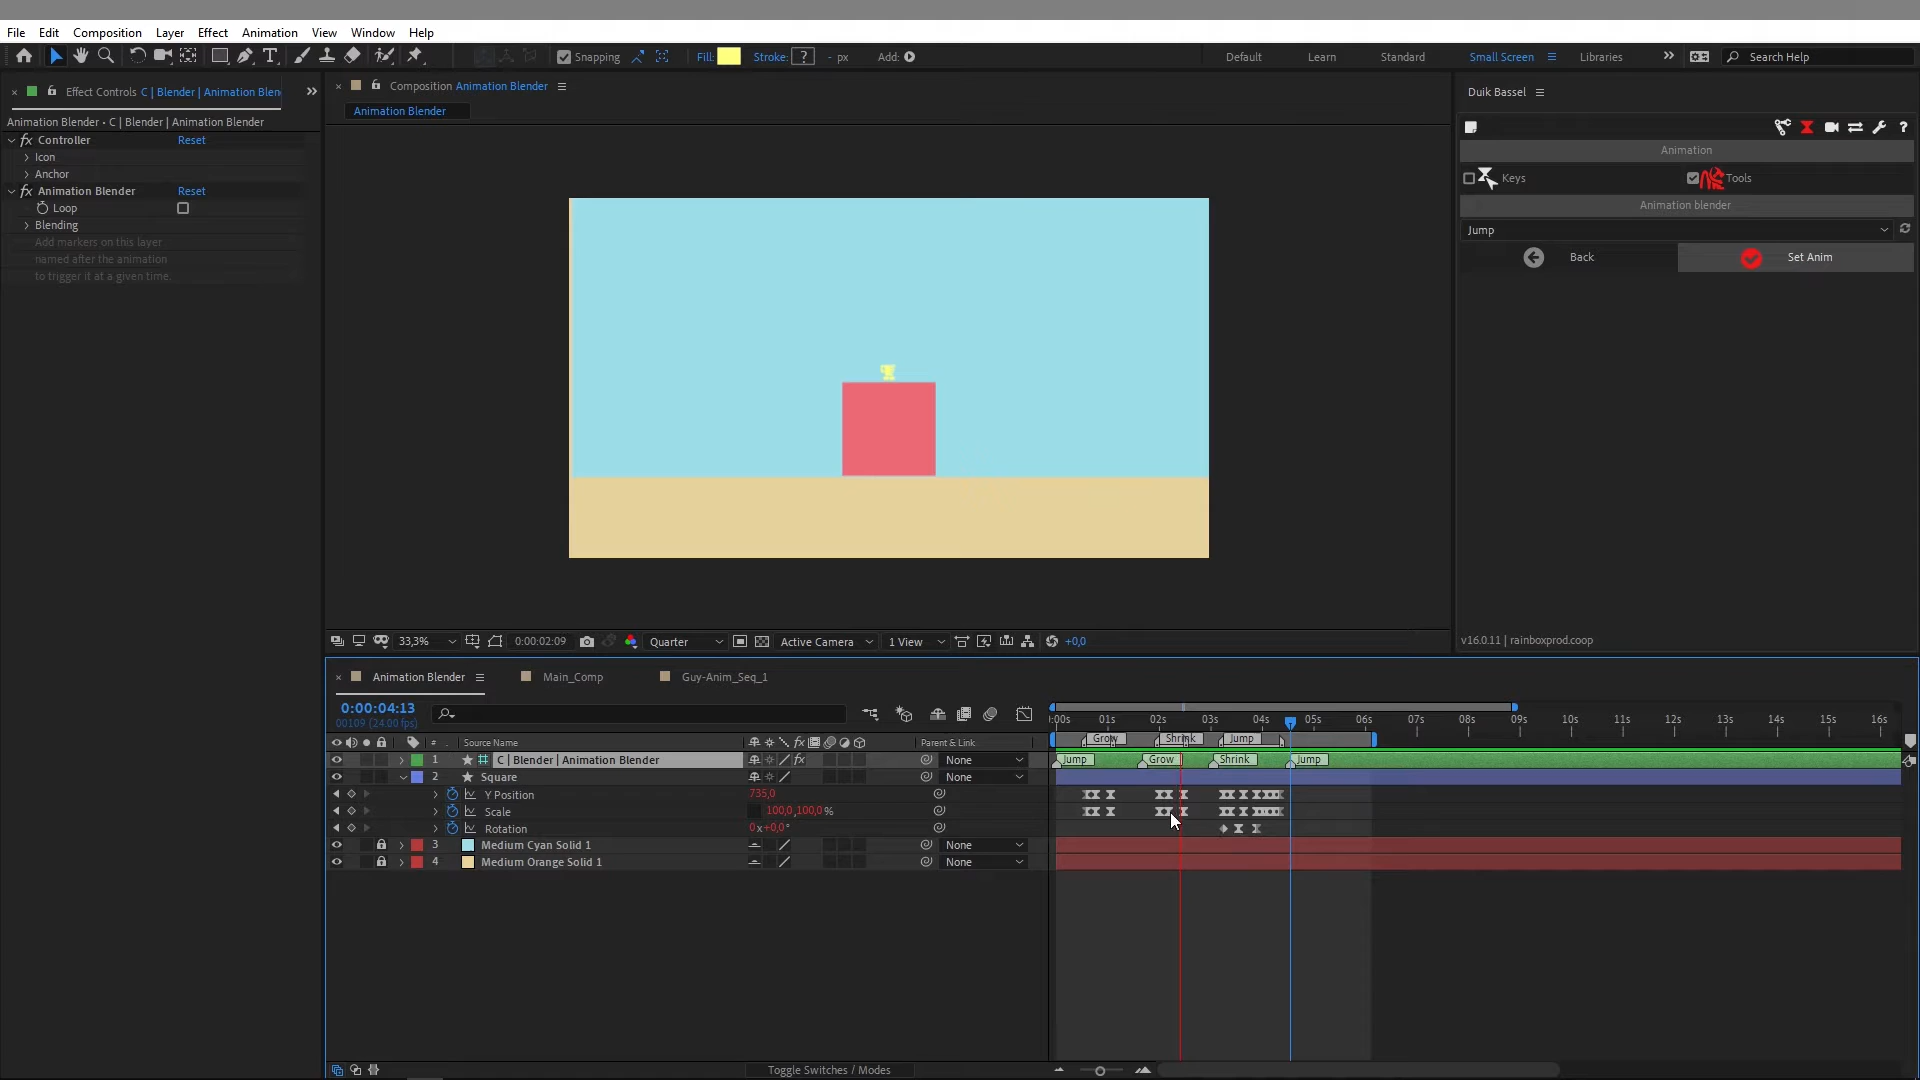 File Edit Composition Layer Effect Animation View Window Help
Snapping Fill: Stroke: ? - px Add: Default Learn Standard Small Screen Libraries Search Help
Effect Controls C | Blender | Animation Blen
Composition Animation Blender
Duik Bassel
Animation Blender
Animation Blender • C | Blender | Animation Blender
fx Controller Reset
Icon
Anchor
fx Animation Blender Reset
Loop
Blending
Add markers on this layer
named after the animation
to trigger it at a given time.
?
Animation
Keys Tools
Animation blender
Jump
Back Set Anim
v16.0.11 | rainboxprod.coop
33,3% 0:00:02:09 Quarter Active Camera 1 View +0,0
Animation Blender Main_Comp Guy-Anim_Seq_1
0:00:04:13
00109 (24.00 fps)
:00s 01s 02s 03s 04s 05s 06s 07s 08s 09s 10s 11s 12s 13s 14s 15s 16s
# . Source Name fx Parent & Link
Grow Shrink Jump
1 C | Blender | Animation Blender fx None Jump Grow Shrink Jump
2 Square None
Y Position 735,0
Scale 100,0,100,0%
Rotation 0x+0,0°
3 Medium Cyan Solid 1 None
4 Medium Orange Solid 1 None
Toggle Switches / Modes